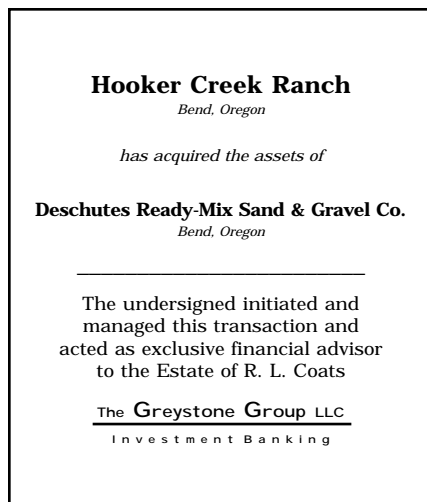 Hooker Creek Ranch
Bend, Oregon
has acquired the assets of
Deschutes Ready-Mix Sand & Gravel Co.
Bend, Oregon
The undersigned initiated and
managed this transaction and
acted as exclusive financial advisor
to the Estate of R. L. Coats
The Greystone Group LLC
Investment Banking